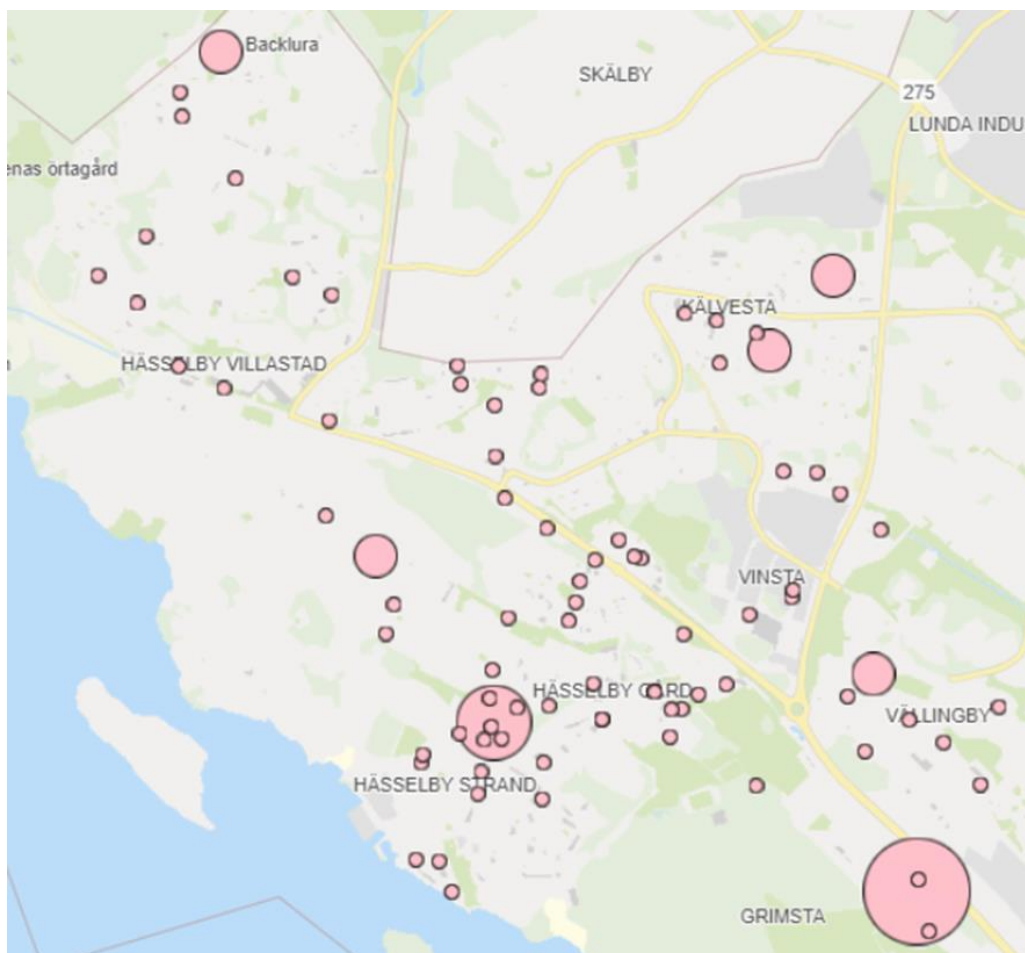 Backlura
SKÄLBY
275
LUNDA INDU
enas örtagård
KÄLVESTA
HÄSSELBY VILLASTAD
VINSTA
HÄSSELBY GÅRD
VÄLLINGBY
HÄSSELBY STRAND
GRIMSTA